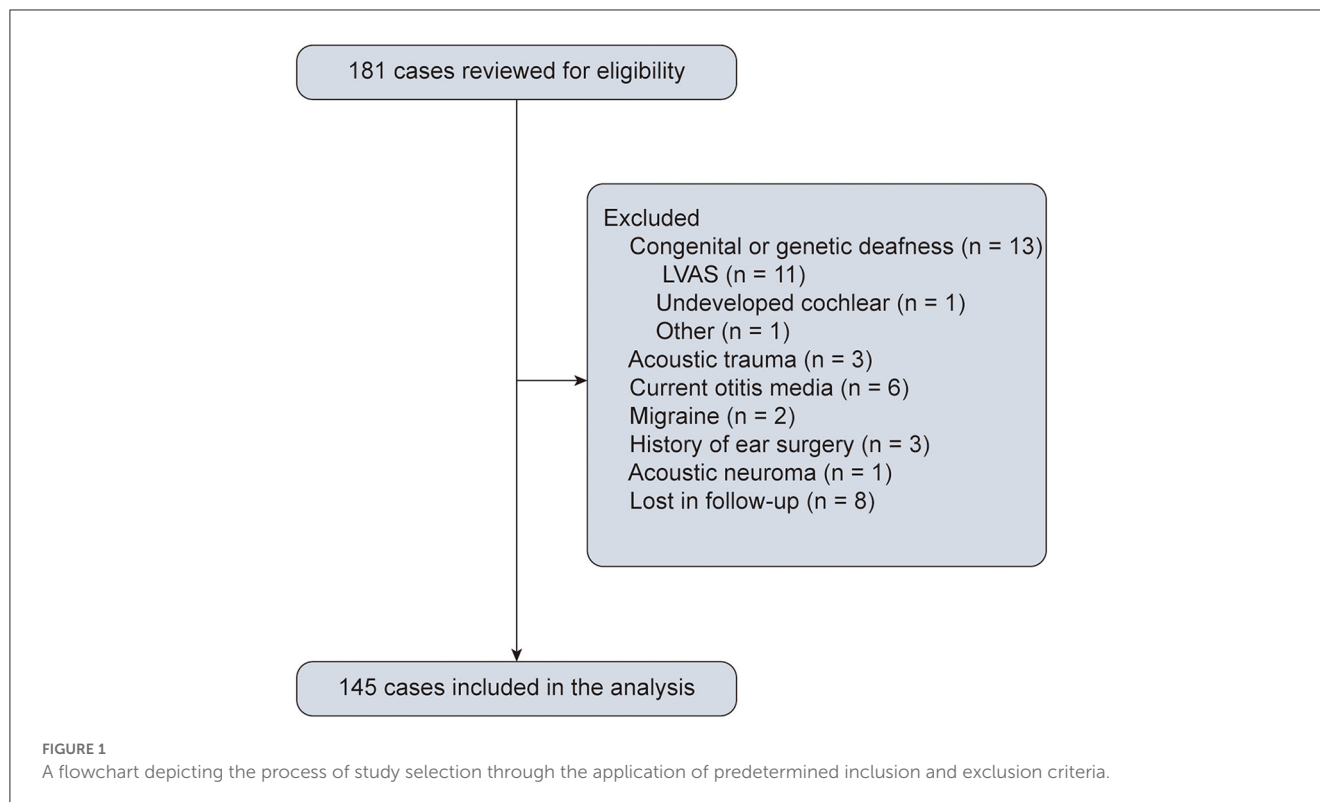 181 cases reviewed for eligibility
Excluded
Congenital or genetic deafness (n = 13)
LVAS (n = 11)
Undeveloped cochlear (n = 1)
Other (n = 1)
Acoustic trauma (n = 3)
Current otitis media (n = 6)
Migraine (n = 2)
History of ear surgery (n = 3)
Acoustic neuroma (n = 1)
Lost in follow-up (n = 8)
145 cases included in the analysis
FIGURE 1
A flowchart depicting the process of study selection through the application of predetermined inclusion and exclusion criteria.